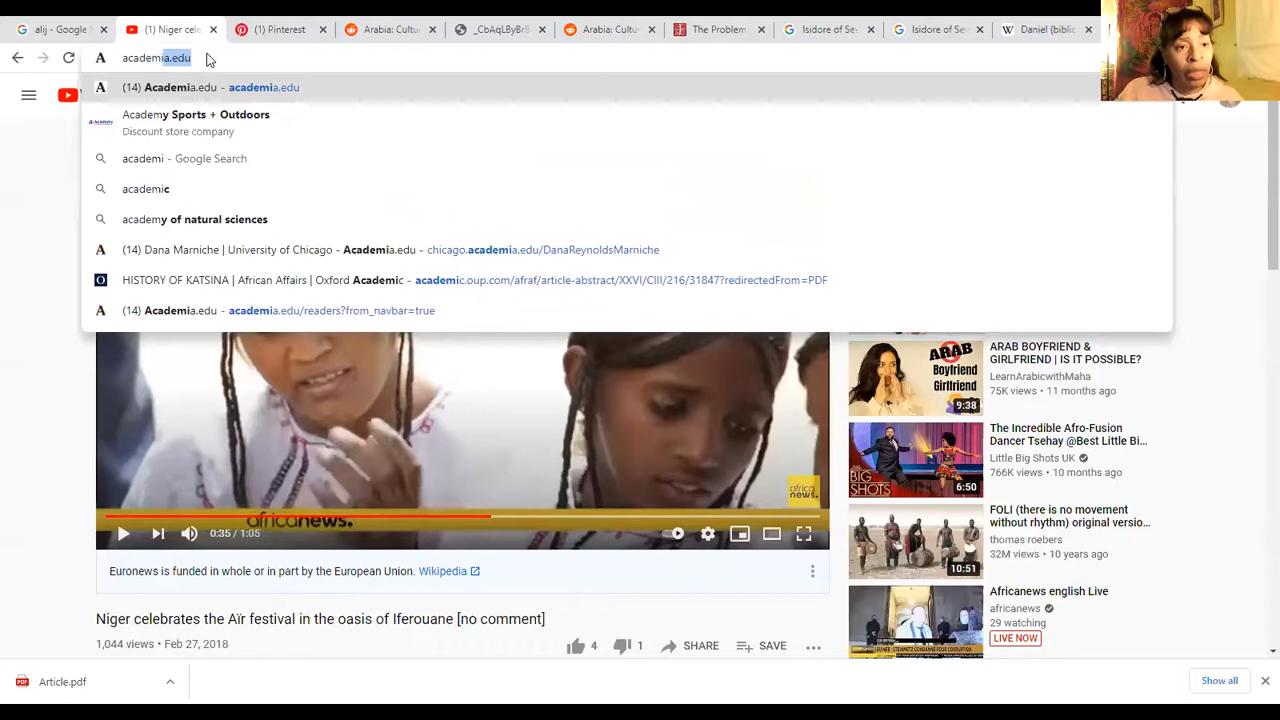 alij - Google S
(1) Niger cele
(1) Pinterest
Arabia: Cultu
_CbAqLByBrB
Arabia: Cultu
The Problem
Isidore of Sev
Isidore of Sev
Daniel (biblic
academia.edu
(14) Academia.edu - academia.edu
Academy Sports + Outdoors
Discount store company
academi - Google Search
academic
academy of natural sciences
(14) Dana Marniche | University of Chicago - Academia.edu - chicago.academia.edu/DanaReynoldsMarniche
HISTORY OF KATSINA | African Affairs | Oxford Academic - academic.oup.com/afraf/article-abstract/XXVI/CIII/216/31847?redirectedFrom=PDF
(14) Academia.edu - academia.edu/readers?from_navbar=true
africa
news.
africanews.
0:35 / 1:05
Euronews is funded in whole or in part by the European Union. Wikipedia
Niger celebrates the Aïr festival in the oasis of Iferouane [no comment]
1,044 views • Feb 27, 2018
4
1
SHARE
SAVE
ARAB BOYFRIEND &
GIRLFRIEND | IS IT POSSIBLE?
LearnArabicwithMaha
75K views • 11 months ago
ARAB
Boyfriend
Girlfriend
9:38
The Incredible Afro-Fusion
Dancer Tsehay @Best Little Bi...
Little Big Shots UK
766K views • 10 months ago
BIG
SHOTS
6:50
FOLI (there is no movement
without rhythm) original versio...
thomas roebers
32M views • 10 years ago
10:51
Africanews english Live
africanews
29 watching
LIVE NOW
Article.pdf
Show all